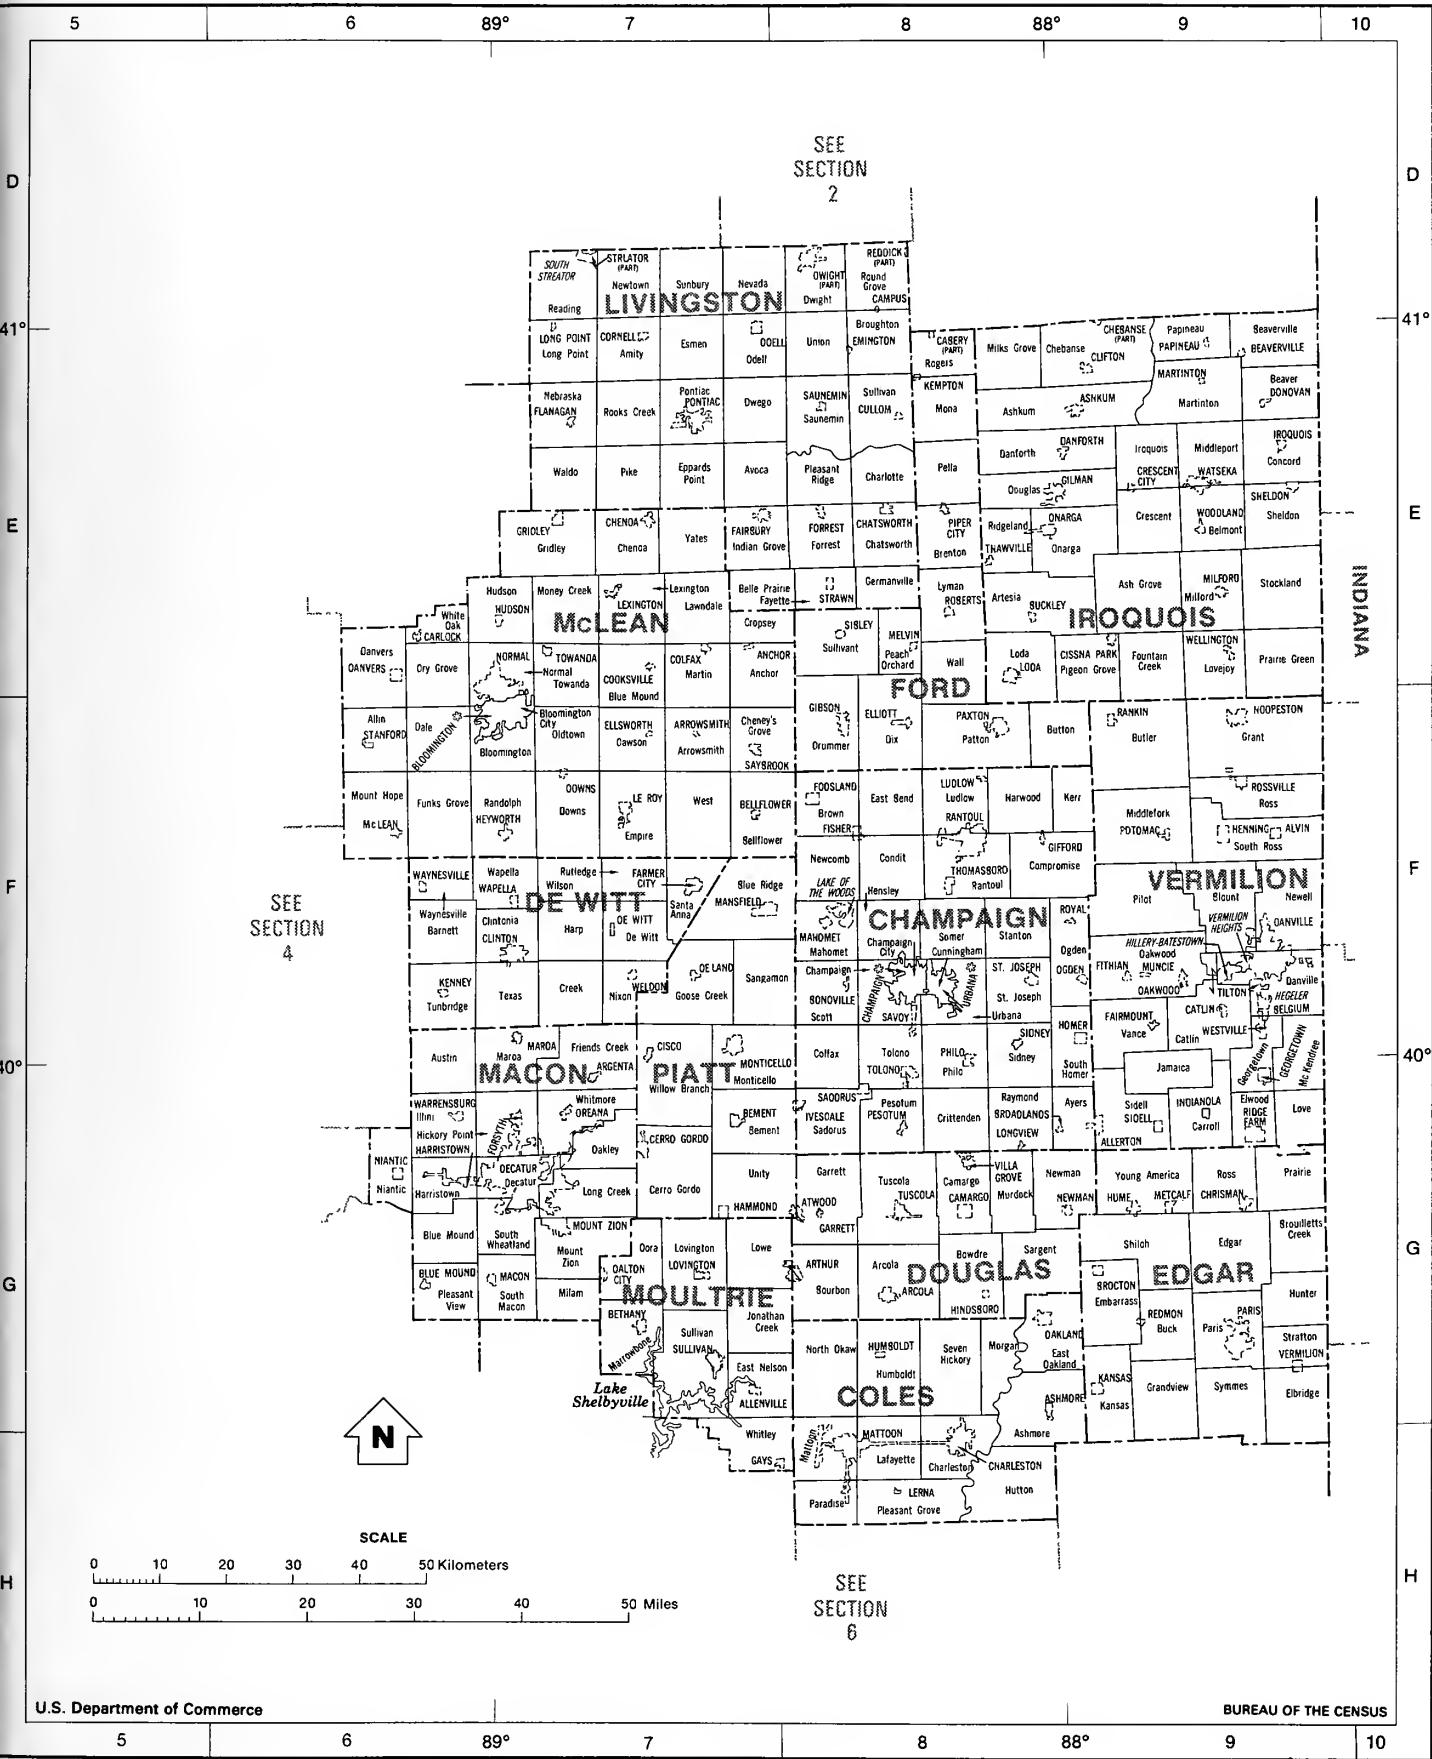 5 6 89° 7 8 88° 9 10
D
D
SEE
SECTION
2
SOUTH
STREATOR
STRLATOR
(PART)
Newtown
Reading
Sunbury
Nevada
DWIGHT
(PART)
Dwight
REDDICK
(PART)
Round
Grove
CAMPUS
LIVINGSTON
41°
41°
LONG POINT
Long Point
CORNELL
Amity
Esmen
ODELL
Odell
Union
Broughton
EMINGTON
CABERY
(PART)
Rogers
Milks Grove
Chebanse
CHEBANSE
(PART)
CLIFTON
Papineau
PAPINEAU
Beaverville
BEAVERVILLE
Nebraska
FLANAGAN
Rooks Creek
Pontiac
PONTIAC
Owego
SAUNEMIN
Saunemin
Sullivan
CULLOM
KEMPTON
Mona
Ashkum
ASHKUM
MARTINTON
Martinton
Beaver
DONOVAN
Waldo
Pike
Eppards
Point
Avoca
Pleasant
Ridge
Charlotte
Pella
Danforth
DANFORTH
Douglas
GILMAN
Iroquois
CRESCENT
CITY
Middleport
WATSEKA
IROQUOIS
Concord
SHELDON
Sheldon
E
E
GRIDLEY
Gridley
CHENOA
Chenoa
Yates
FAIRBURY
Indian Grove
FORREST
Forrest
CHATSWORTH
Chatsworth
PIPER
CITY
Brenton
Ridgeland
THAWVILLE
ONARGA
Onarga
Crescent
WOODLAND
Belmont
INDIANA
White
Oak
CARLOCK
Hudson
HUDSON
Money Creek
Lexington
LEXINGTON
Lawndale
Belle Prairie
Fayette
STRAWN
Germanville
Lyman
ROBERTS
Artesia
BUCKLEY
Ash Grove
MILFORD
Milford
Stockland
McLEAN
IROQUOIS
Cropsey
SIBLEY
Sullivant
MELVIN
Peach
Orchard
Wall
Danvers
DANVERS
Dry Grove
NORMAL
Normal
TOWANDA
Towanda
COOKSVILLE
Blue Mound
COLFAX
Martin
ANCHOR
Anchor
Loda
LODA
CISSNA PARK
Pigeon Grove
Fountain
Creek
WELLINGTON
Lovejoy
Prairie Green
FORD
Allin
STANFORD
Dale
BLOOMINGTON
Bloomington
City
Bloomington
Oldtown
ELLSWORTH
Dawson
ARROWSMITH
Arrowsmith
Cheney's
Grove
SAYBROOK
GIBSON
Drummer
ELLIOTT
Dix
PAXTON
Patton
Button
RANKIN
Butler
HOOPESTON
Grant
Mount Hope
McLEAN
Funks Grove
Randolph
HEYWORTH
DOWNS
Downs
LE ROY
Empire
West
BELLFLOWER
Bellflower
FOOSLAND
Brown
FISHER
East Bend
LUDLOW
Ludlow
RANTOUL
Harwood
Kerr
Middlefork
POTOMAC
ROSSVILLE
Ross
HENNING
ALVIN
South Ross
F
F
SEE
SECTION
4
WAYNESVILLE
Waynesville
Barnett
Wapella
WAPELLA
Rutledge
Wilson
FARMER
CITY
Santa
Anna
Blue Ridge
MANSFIELD
Newcomb
LAKE OF
THE WOODS
Condit
Hensley
THOMASBORO
Rantoul
GIFFORD
Compromise
Pilot
Blount
Newell
DE WITT
CHAMPAIGN
VERMILION
Clintonia
CLINTON
Harp
DE WITT
De Witt
MAHOMET
Mahomet
Champaign
City
Somer
Cunningham
Stanton
ROYAL
Ogden
OGDEN
HILLERY-BATESTOWN
Oakwood
VERMILION
HEIGHTS
DANVILLE
KENNEY
Tunbridge
Texas
Creek
Nixon
WELDON
DE LAND
Goose Creek
Sangamon
Champaign
BONDVILLE
Scott
CHAMPAIGN
SAVOY
URBANA
Urbana
ST. JOSEPH
St. Joseph
FITHIAN
MUNCIE
OAKWOOD
TILTON
Danville
HEGELER
BELGIUM
Austin
Maroa
MAROA
Friends Creek
ARGENTA
CISCO
Willow Branch
MONTICELLO
Monticello
Colfax
Tolono
TOLONO
PHILO
Philo
SIDNEY
Sidney
HOMER
South
Homer
FAIRMOUNT
Vance
CATLIN
Catlin
WESTVILLE
Georgetown
GEORGETOWN
McKendree
Jamaica
40°
40°
MACON
PIATT
WARRENSBURG
Illini
Hickory Point
HARRISTOWN
FORSYTH
Whitmore
OREANA
Oakley
CERRO GORDO
Cerro Gordo
BEMENT
Bement
SADORUS
IVESDALE
Sadorus
Pesotum
PESOTUM
Crittenden
Raymond
BROADLANDS
LONGVIEW
Ayers
ALLERTON
Sidell
SIDELL
INDIANOLA
Carroll
Elwood
RIDGE
FARM
Love
NIANTIC
Niantic
Harristown
DECATUR
Decatur
Long Creek
Unity
HAMMOND
Garrett
ATWOOD
GARRETT
Tuscola
TUSCOLA
Camargo
CAMARGO
VILLA
GROVE
Murdock
Newman
NEWMAN
Young America
HUME
METCALF
Ross
CHRISMAN
Prairie
G
G
Blue Mound
BLUE MOUND
Pleasant
View
South
Wheatland
MACON
South
Macon
MOUNT ZION
Mount
Zion
Milam
DALTON
CITY
Dora
Lovington
LOVINGTON
Lowe
ARTHUR
Bourbon
Arcola
ARCOLA
Bowdre
HINDSBORO
Sargent
Shiloh
Edgar
Brouilletts
Creek
MOULTRIE
DOUGLAS
EDGAR
BETHANY
Marrowbone
Sullivan
SULLIVAN
Jonathan
Creek
East Nelson
ALLENVILLE
North Okaw
HUMBOLDT
Humboldt
Seven
Hickory
Morgan
OAKLAND
East
Oakland
BROCTON
Embarrass
REDMON
Buck
PARIS
Paris
Hunter
Stratton
VERMILION
Lake
Shelbyville
COLES
ASHMORE
Ashmore
KANSAS
Kansas
Grandview
Symmes
Elbridge
N
Whitley
GAYS
Mattoon
MATTOON
Lafayette
Charleston
CHARLESTON
Hutton
Paradise
LERNA
Pleasant Grove
SCALE
0 10 20 30 40 50 Kilometers
0 10 20 30 40 50 Miles
H
H
SEE
SECTION
6
U.S. Department of Commerce
BUREAU OF THE CENSUS
5 6 89° 7 8 88° 9 10